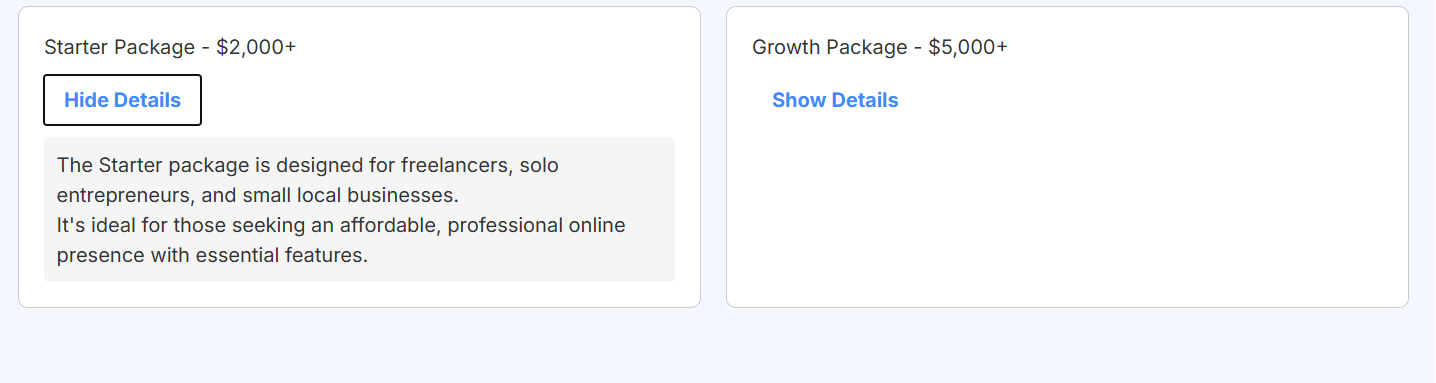 Starter Package - $2,000+
Hide Details
The Starter package is designed for freelancers, solo
entrepreneurs, and small local businesses.
It's ideal for those seeking an affordable, professional online
presence with essential features.
Growth Package - $5,000+
Show Details